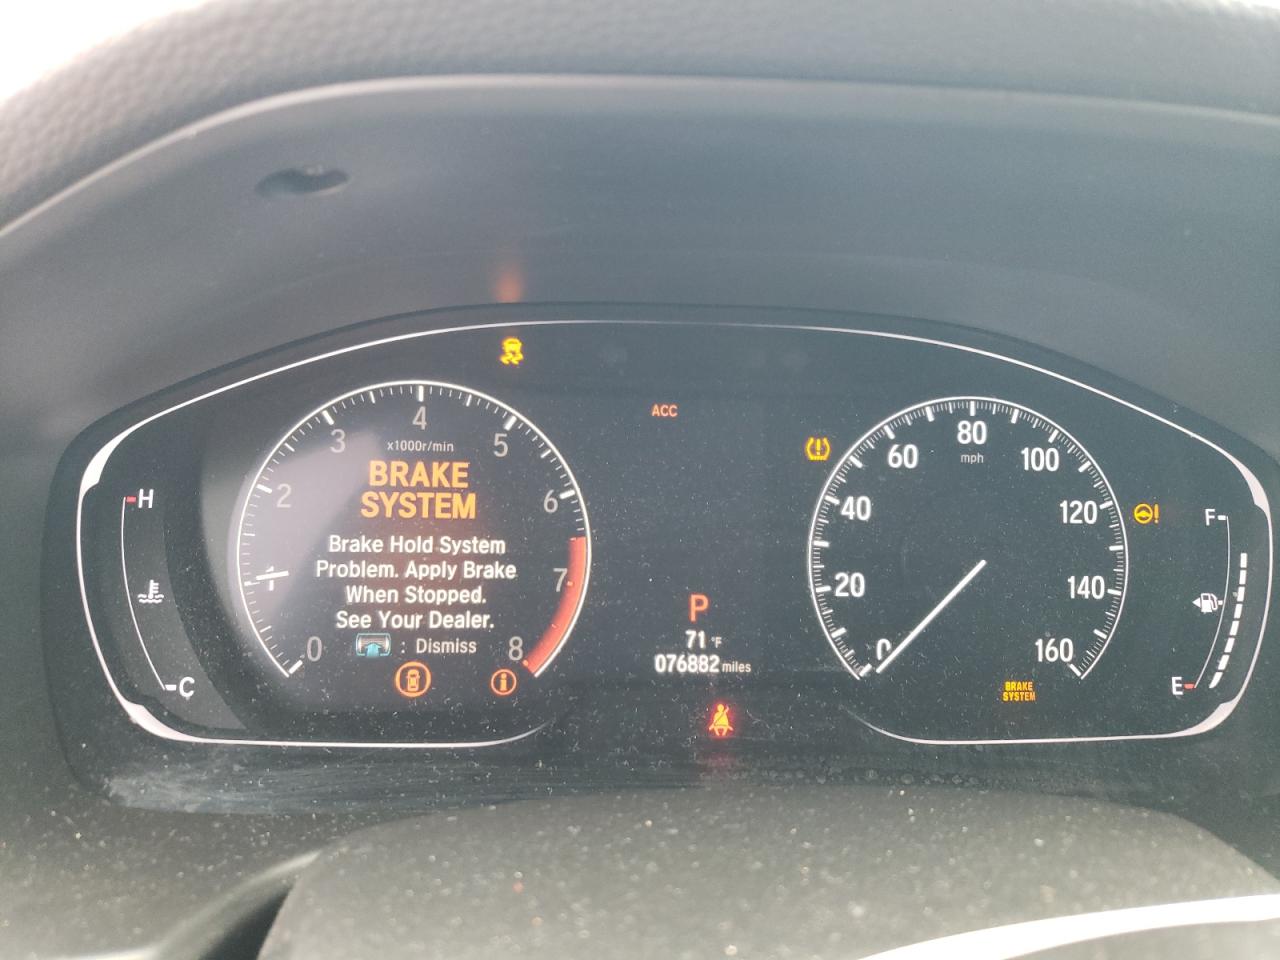 ACC
4
3
5
x1000r/min
2
6
1
7
0
8
BRAKE
SYSTEM
Brake Hold System
Problem. Apply Brake
When Stopped.
See Your Dealer.
: Dismiss
H
C
P
71 °F
076882 miles
80
mph
60
100
40
120
20
140
0
160
BRAKE
SYSTEM
F
E